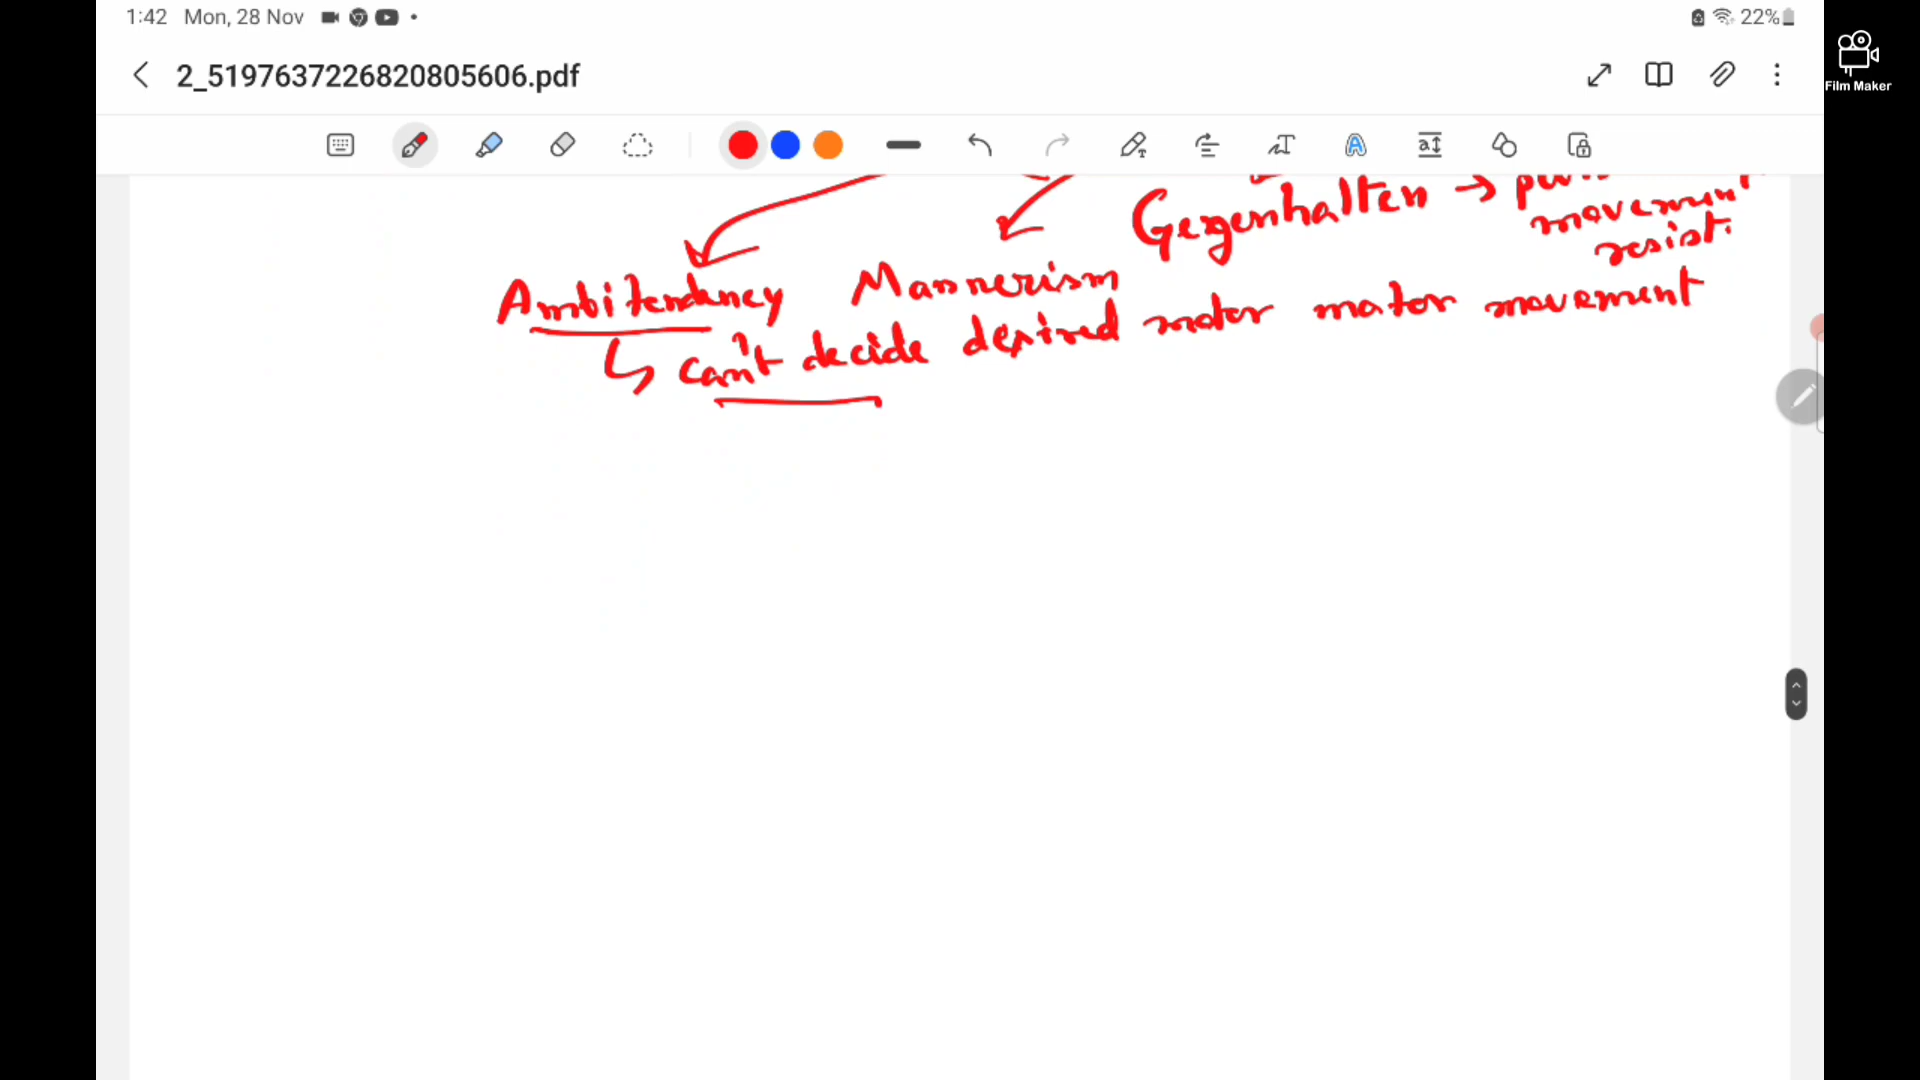 1:42 Mon, 28 Nov
22%
Film Maker
2_5197637226820805606.pdf
Gegenhalten →
movement
resist.
Ambitendency Mannerism
↳ can't decide desired motor motor movement